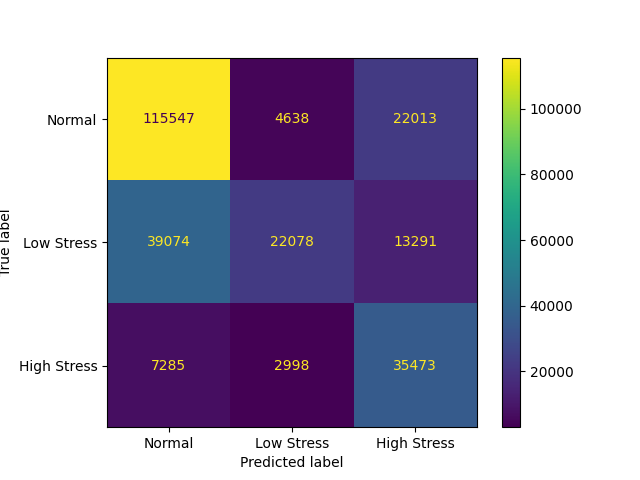 True label
Normal
Low Stress
High Stress
115547 4638 22013
39074 22078 13291
7285 2998 35473
Normal Low Stress High Stress
Predicted label
100000
80000
60000
40000
20000